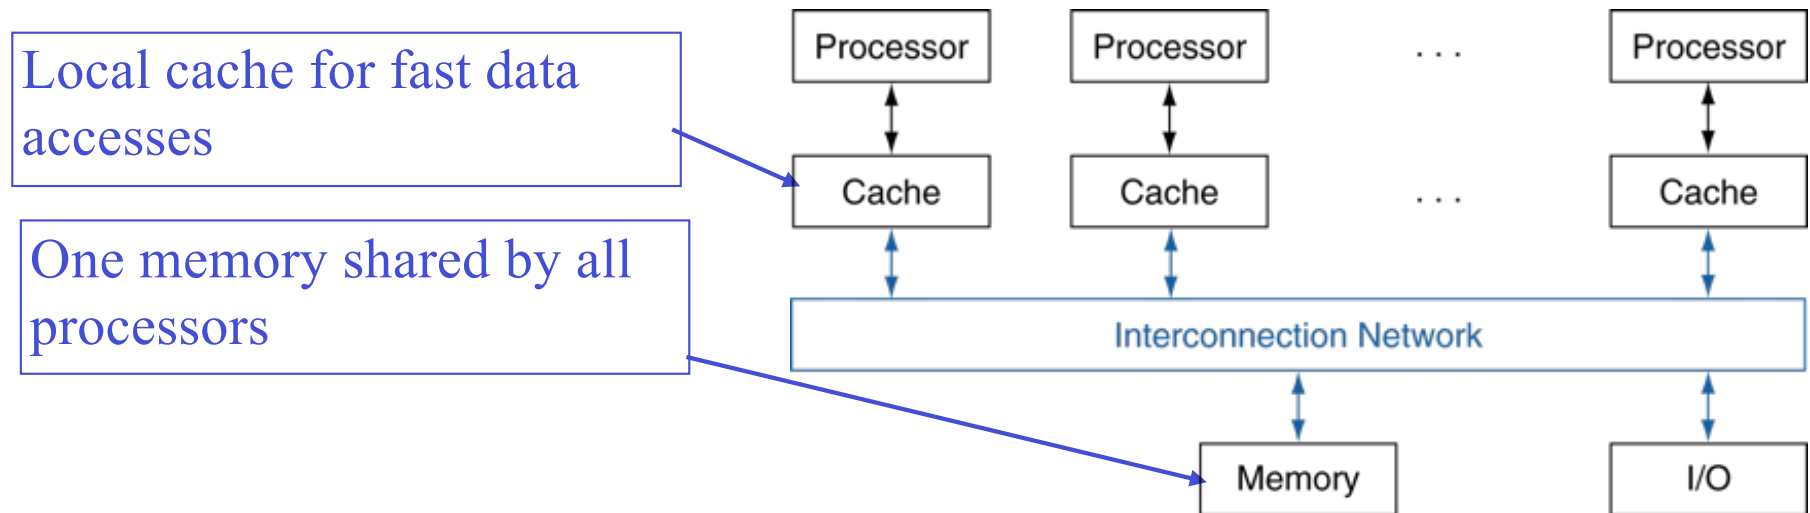 Local cache for fast data
accesses
One memory shared by all
processors
Processor
Processor
. . .
Processor
Cache
Cache
. . .
Cache
Interconnection Network
Memory
I/O